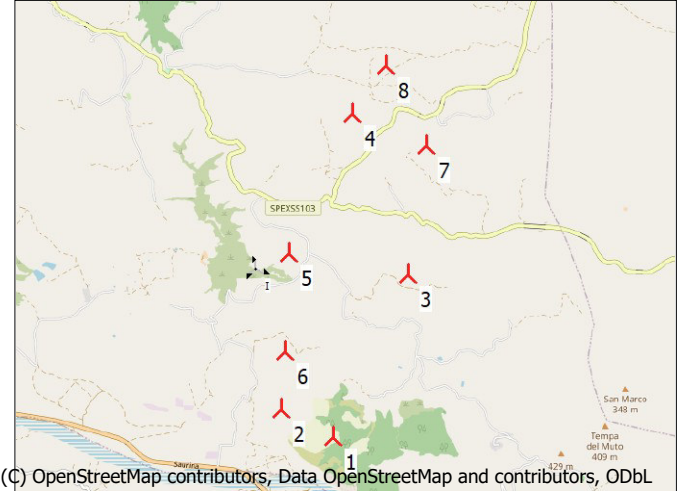 8
4
7
SPEXSS103
5
I
3
6
San Marco
348 m
2
Tempa
del Muto
409 m
1
429 m
Saurina
(C) OpenStreetMap contributors, Data OpenStreetMap and contributors, ODbL